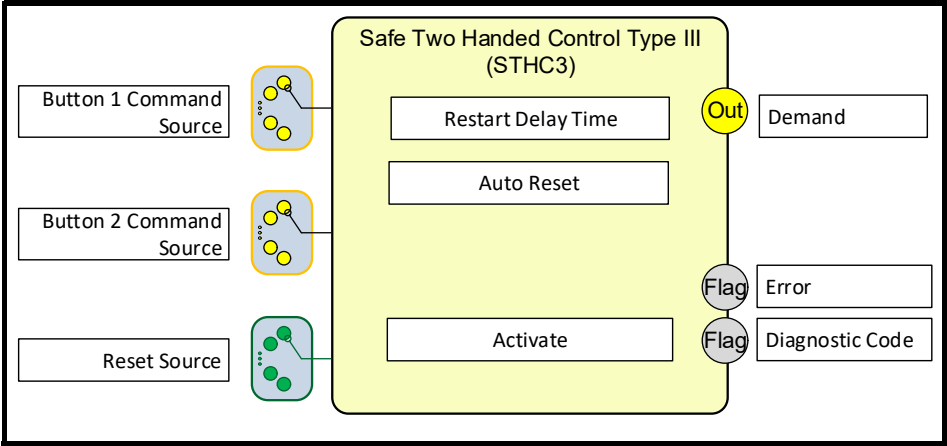 Safe Two Handed Control Type III
(STHC3)
Button 1 Command
Source
Restart Delay Time
Out
Demand
Auto Reset
Button 2 Command
Source
Flag
Error
Reset Source
Activate
Flag
Diagnostic Code